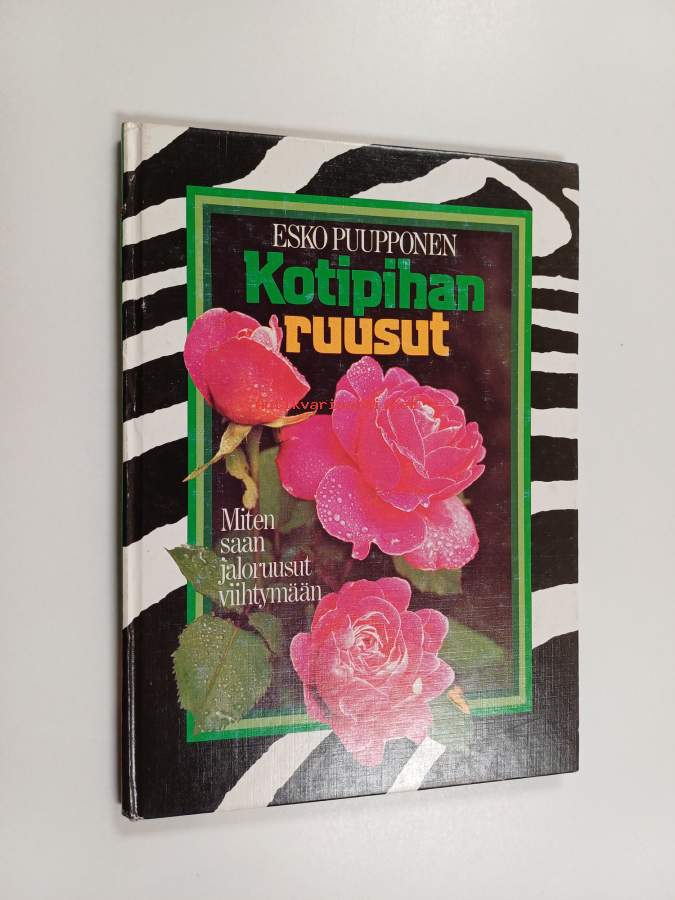 ESKO PUUPPONEN
Kotipihan
ruusut
Miten
saan
jaloruusut
viihtymään